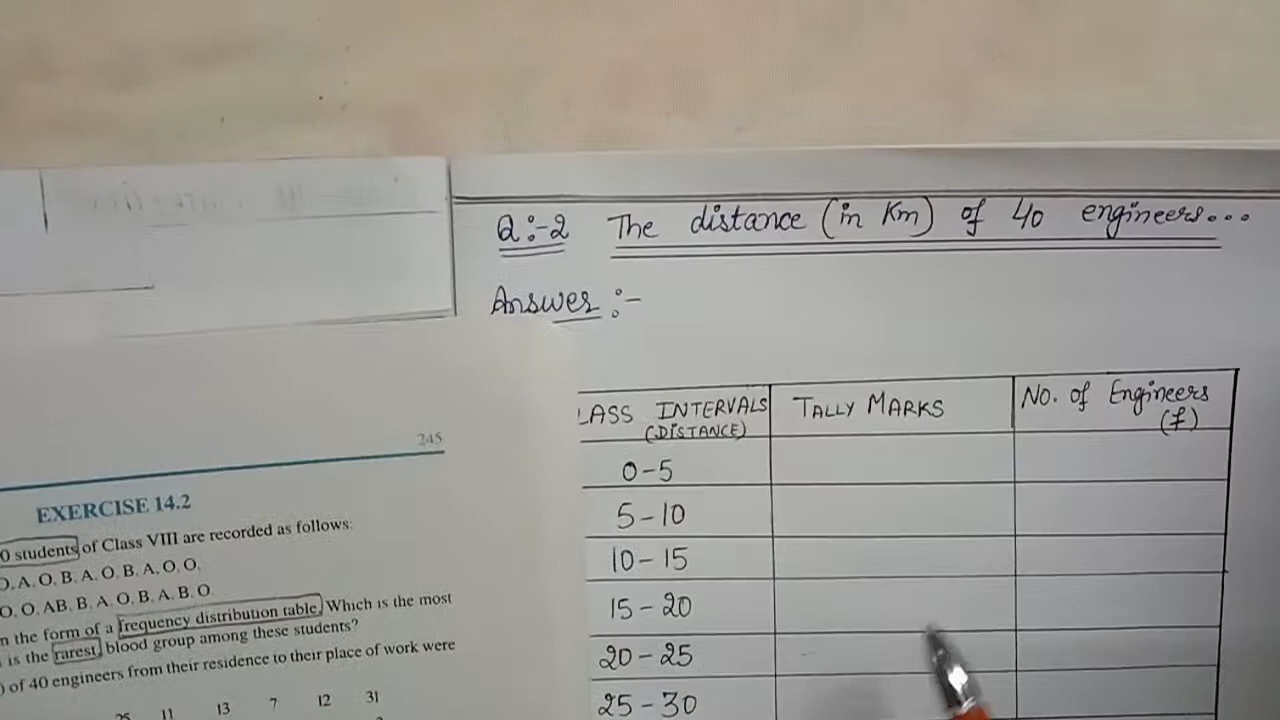 Q:-2 The distance (in Km) of 40 engineers...
Answer :-
LASS INTERVALS (DISTANCE) TALLY MARKS No. of Engineers (f)
0-5
5-10
10-15
15-20
20-25
25-30
245
EXERCISE 14.2
0 students of Class VIII are recorded as follows:
O, A, O, B, A, O, B, A, O, O,
O, O, AB, B, A, O, B, A, B, O.
n the form of a frequency distribution table. Which is the most
is the rarest, blood group among these students?
) of 40 engineers from their residence to their place of work were
25 11 13 7 12 31